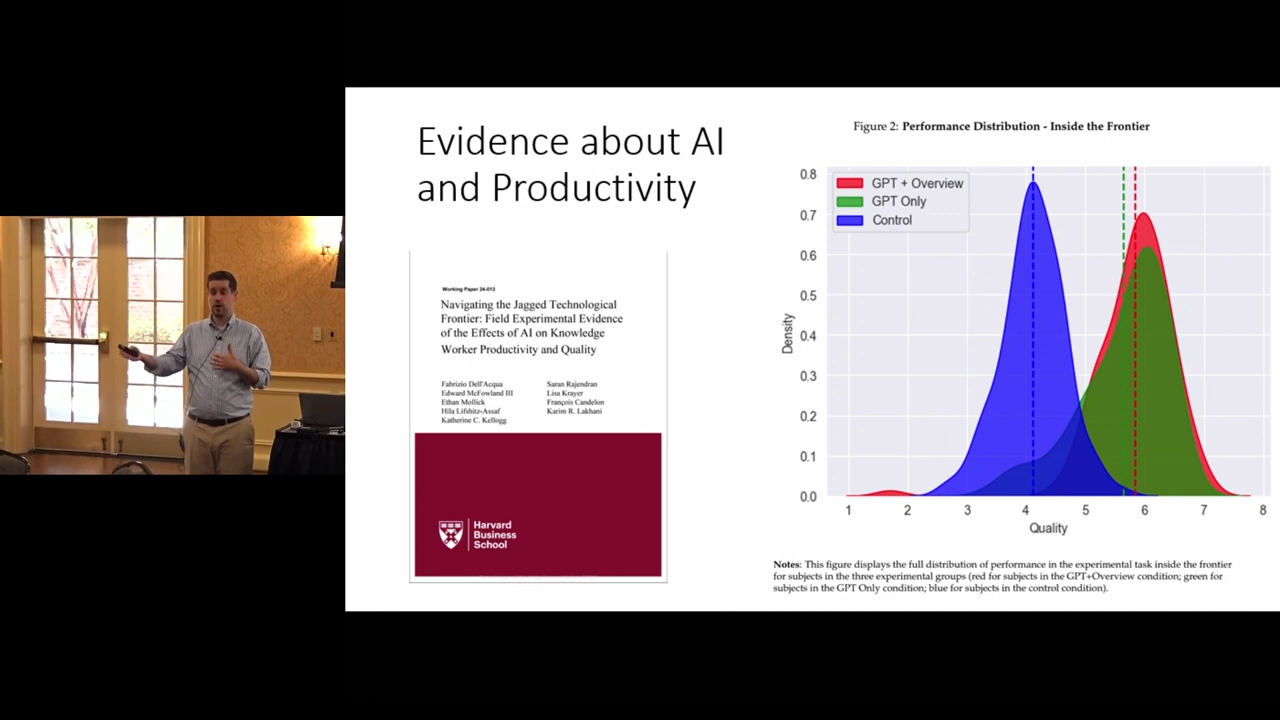 Evidence about AI
and Productivity
Working Paper 24-013
Navigating the Jagged Technological
Frontier: Field Experimental Evidence
of the Effects of AI on Knowledge
Worker Productivity and Quality
Fabrizio Dell'Acqua
Edward McFowland III
Ethan Mollick
Hila Lifshitz-Assaf
Katherine C. Kellogg
Saran Rajendran
Lisa Krayer
François Candelon
Karim R. Lakhani
Harvard
Business
School
Figure 2: Performance Distribution - Inside the Frontier
GPT + Overview
GPT Only
Control
Density
0.8
0.7
0.6
0.5
0.4
0.3
0.2
0.1
0.0
1 2 3 4 5 6 7 8
Quality
Notes: This figure displays the full distribution of performance in the experimental task inside the frontier
for subjects in the three experimental groups (red for subjects in the GPT+Overview condition; green for
subjects in the GPT Only condition; blue for subjects in the control condition).